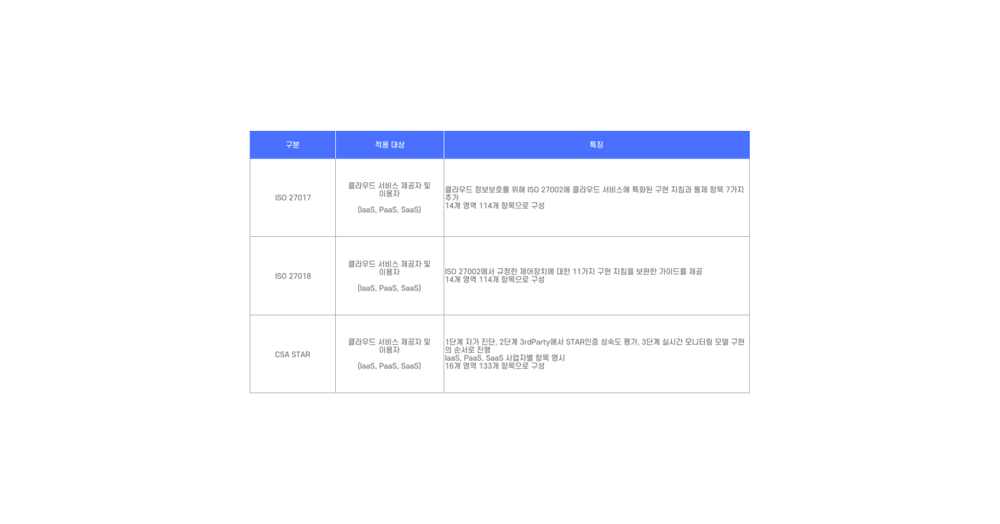 구분
적용 대상
특징
ISO 27017
클라우드 서비스 제공자 및
이용자
(IaaS, PaaS, SaaS)
클라우드 정보보호를 위해 ISO 27002에 클라우드 서비스에 특화된 구현 지침과 통제 항목 7가지
추가
14개 영역 114개 항목으로 구성
ISO 27018
클라우드 서비스 제공자 및
이용자
(IaaS, PaaS, SaaS)
ISO 27002에서 규정한 제어장치에 대한 11가지 구현 지침을 보완한 가이드를 제공
14개 영역 114개 항목으로 구성
CSA STAR
클라우드 서비스 제공자 및
이용자
(IaaS, PaaS, SaaS)
1단계 자가 진단, 2단계 3rdParty에서 STAR인증 성숙도 평가, 3단계 실시간 모니터링 모델 구현
의 순서로 진행
IaaS, PaaS, SaaS 사업자별 항목 명시
16개 영역 133개 항목으로 구성